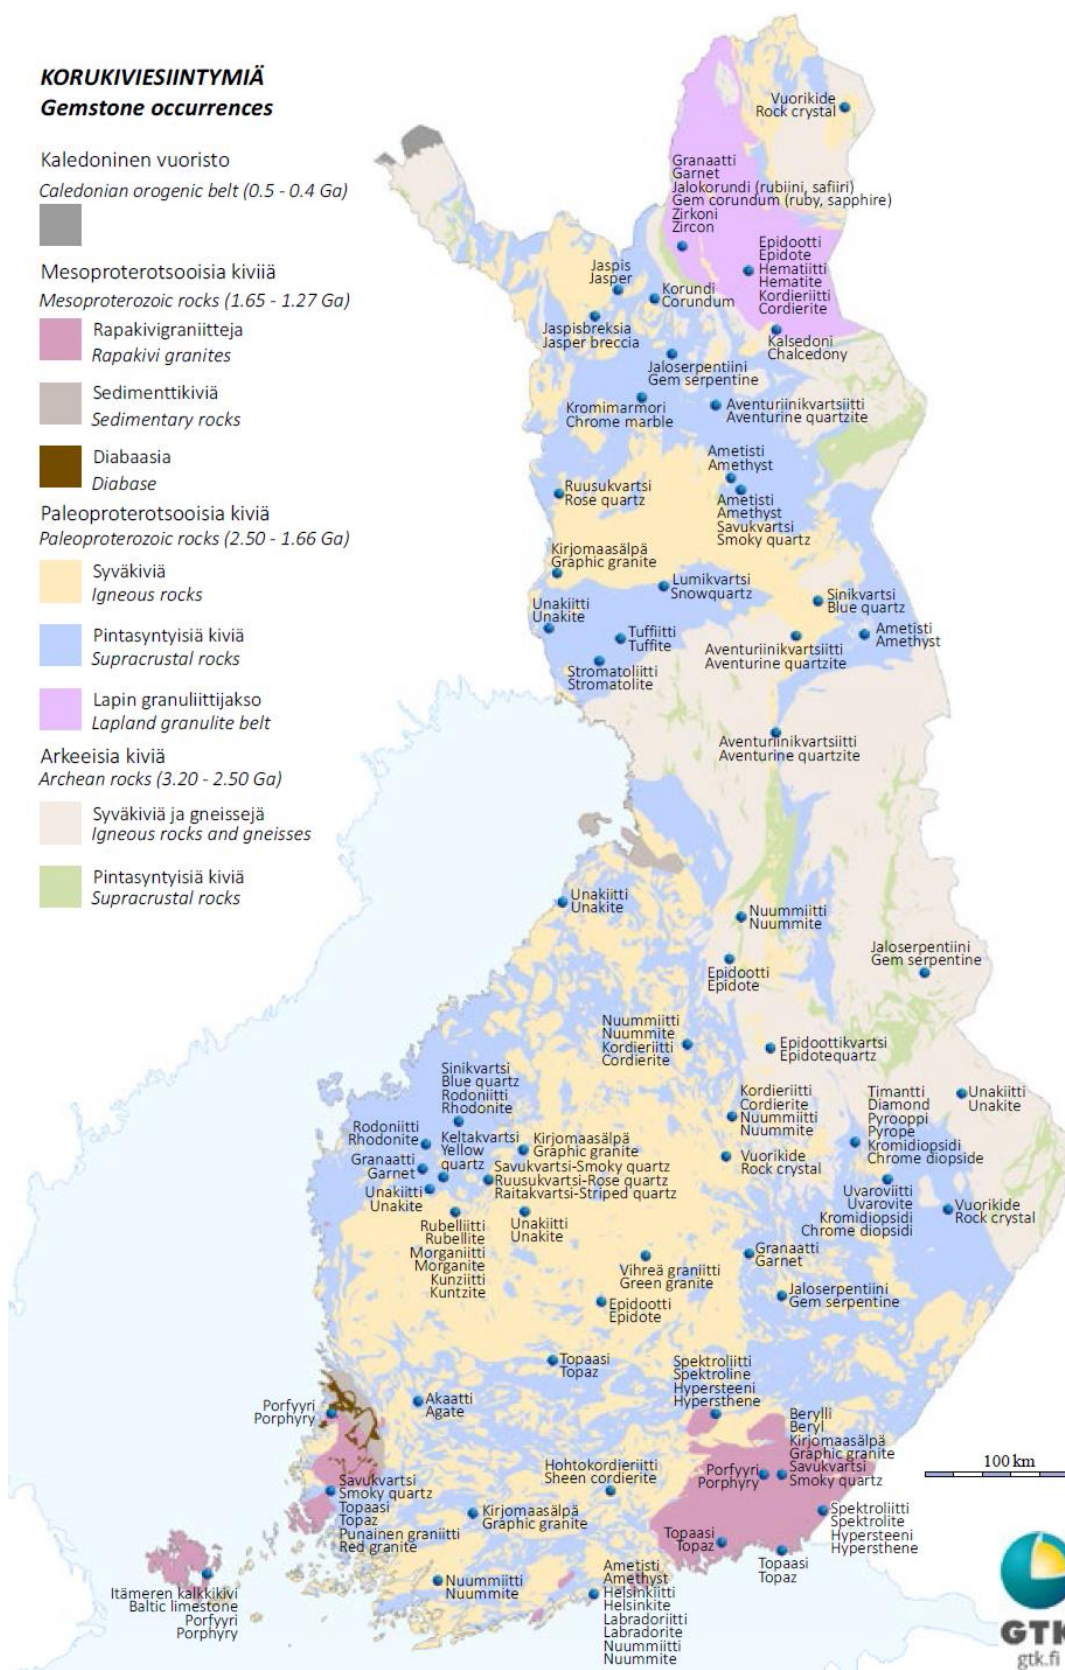 KORUKIVIESIINTYMIÄ
Gemstone occurrences
Kaledoninen vuoristo
Caledonian orogenic belt (0.5 - 0.4 Ga)
Mesoproterotsooisia kiviiä
Mesoproterozoic rocks (1.65 - 1.27 Ga)
Rapakivigraniitteja
Rapakivi granites
Sedimenttikiviä
Sedimentary rocks
Diabaasia
Diabase
Paleoproterotsooisia kiviä
Paleoproterozoic rocks (2.50 - 1.66 Ga)
Syväkiviä
Igneous rocks
Pintasyntyisiä kiviä
Supracrustal rocks
Lapin granuliittijakso
Lapland granulite belt
Arkeeisia kiviä
Archean rocks (3.20 - 2.50 Ga)
Syväkiviä ja gneissejä
Igneous rocks and gneisses
Pintasyntyisiä kiviä
Supracrustal rocks
Vuorikide
Rock crystal
Granaatti
Garnet
Jalokorundi (rubiini, safiiri)
Gem corundum (ruby, sapphire)
Zirkoni
Zircon
Epidootti
Epidote
Hematiitti
Hematite
Kordieriitti
Cordierite
Jaspis
Jasper
Korundi
Corundum
Jaspisbreksia
Jasper breccia
Kalsedoni
Chalcedony
Jaloserpentiini
Gem serpentine
Kromimarmori
Chrome marble
Aventuriinikvartsiitti
Aventurine quartzite
Ametisti
Amethyst
Ametisti
Amethyst
Savukvartsi
Smoky quartz
Ruusukvartsi
Rose quartz
Kirjomaasälpä
Graphic granite
Lumikvartsi
Snowquartz
Sinikvartsi
Blue quartz
Unakiitti
Unakite
Tuffiitti
Tuffite
Aventuriinikvartsiitti
Aventurine quartzite
Ametisti
Amethyst
Stromatoliitti
Stromatolite
Aventuriinikvartsiitti
Aventurine quartzite
Unakiitti
Unakite
Nuummiitti
Nuummite
Jaloserpentiini
Gem serpentine
Epidootti
Epidote
Nuummiitti
Nuummite
Kordieriitti
Cordierite
Epidoottikvartsi
Epidotequartz
Sinikvartsi
Blue quartz
Rodoniitti
Rhodonite
Kordieriitti
Cordierite
Nuummiitti
Nuummite
Timantti
Diamond
Pyrooppi
Pyrope
Kromidiopsidi
Chrome diopside
Unakiitti
Unakite
Rodoniitti
Rhodonite
Keltakvartsi
Yellow
quartz
Kirjomaasälpä
Graphic granite
Granaatti
Garnet
Savukvartsi-Smoky quartz
Ruusukvartsi-Rose quartz
Raitakvartsi-Striped quartz
Vuorikide
Rock crystal
Unakiitti
Unakite
Uvaroviitti
Uvarovite
Kromidiopsidi
Chrome diopsidi
Vuorikide
Rock crystal
Rubelliitti
Rubellite
Morganiitti
Morganite
Kunziitti
Kuntzite
Unakiitti
Unakite
Vihreä graniitti
Green granite
Granaatti
Garnet
Epidootti
Epidote
Jaloserpentiini
Gem serpentine
Topaasi
Topaz
Spektroliitti
Spektroline
Hypersteeni
Hypersthene
Porfyyri
Porphyry
Akaatti
Agate
Berylli
Beryl
Kirjomaasälpä
Graphic granite
Savukvartsi
Smoky quartz
Hohtokordieriitti
Sheen cordierite
Porfyyri
Porphyry
100 km
Savukvartsi
Smoky quartz
Topaasi
Topaz
Punainen graniitti
Red granite
Kirjomaasälpä
Graphic granite
Spektroliitti
Spektrolite
Hypersteeni
Hypersthene
Topaasi
Topaz
Topaasi
Topaz
Itämeren kalkkikivi
Baltic limestone
Porfyyri
Porphyry
Nuummiitti
Nuummite
Ametisti
Amethyst
Helsinkiitti
Helsinkite
Labradoriitti
Labradorite
Nuummiitti
Nuummite
GTK
gtk.fi